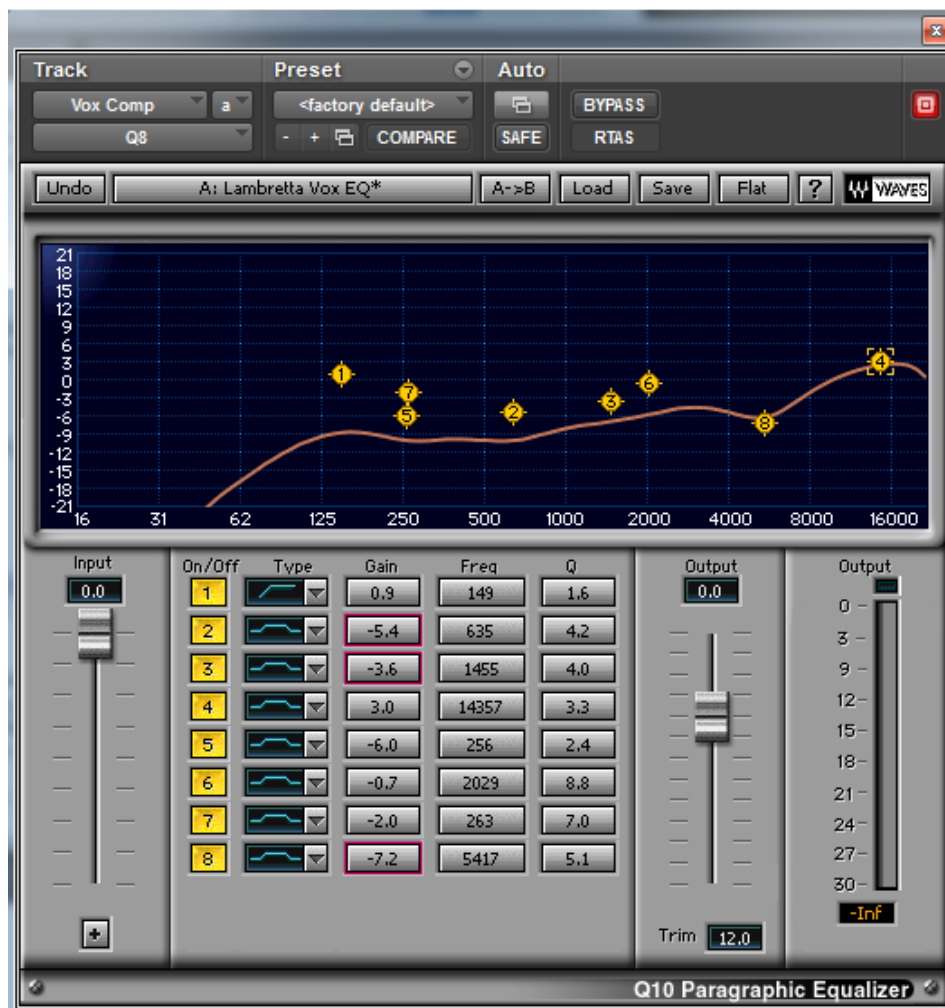 x
Track Preset Auto
Vox Comp a <factory default> BYPASS
Q8 - + COMPARE SAFE RTAS
Undo A: Lambretta Vox EQ* A->B Load Save Flat ? WAVES
21
18
15
12
9
6
3
0
-3
-6
-9
-12
-15
-18
-21
1 7 5 2 3 6 8 4
16 31 62 125 250 500 1000 2000 4000 8000 16000
Input On/Off Type Gain Freq Q Output Output
0.0 1 0.9 149 1.6 0.0
2 -5.4 635 4.2
3 -3.6 1455 4.0
4 3.0 14357 3.3
5 -6.0 256 2.4
6 -0.7 2029 8.8
7 -2.0 263 7.0
8 -7.2 5417 5.1
0
3
9
12
15
18
21
24
27
30
+ Trim 12.0 -Inf
Q10 Paragraphic Equalizer